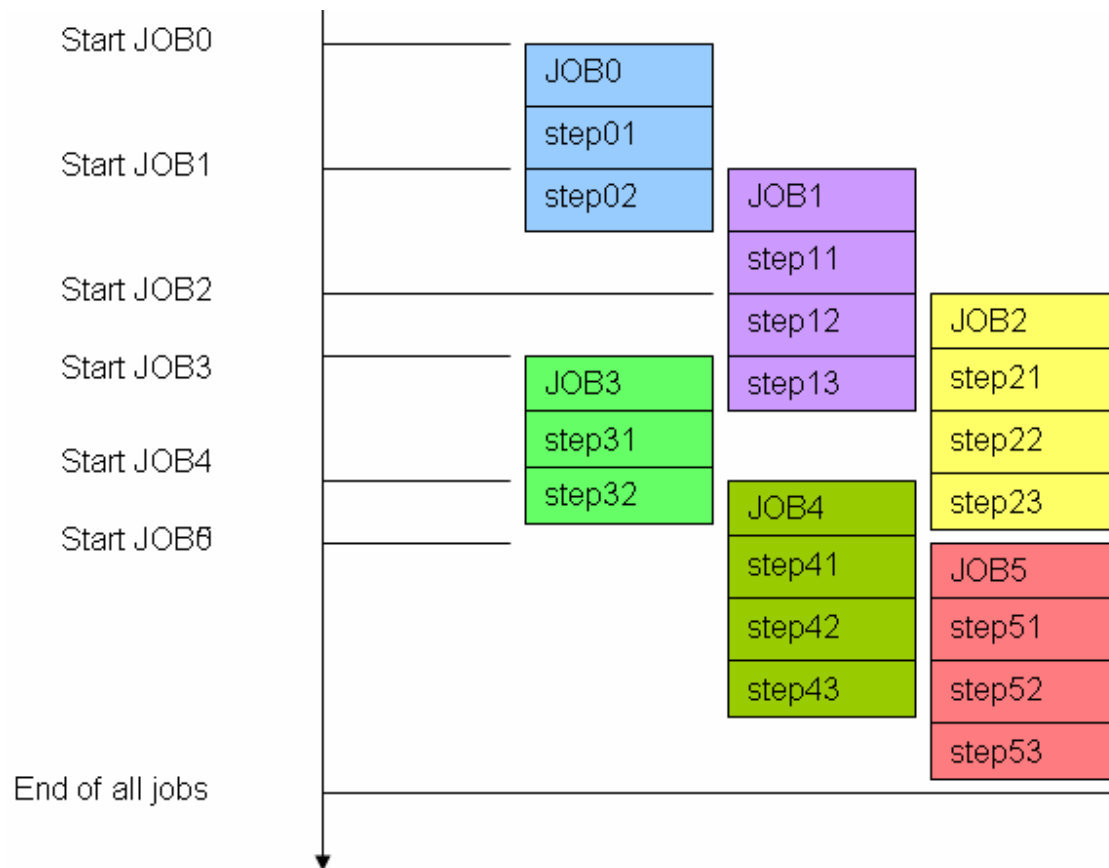 Start JOB0
JOB0
step01
Start JOB1
step02
JOB1
step11
Start JOB2
step12
JOB2
Start JOB3
step21
JOB3
step13
step31
step22
Start JOB4
step32
JOB4
step23
Start
step41
JOB5
step42
step51
step43
step52
step53
End of all jobs